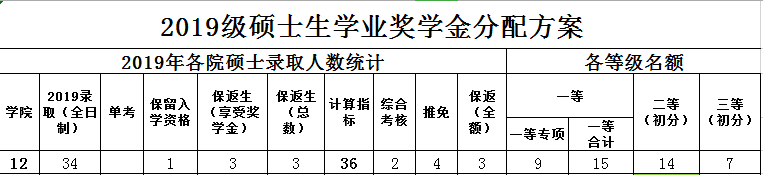 2019级硕士生学业奖学金分配方案
2019年各院硕士录取人数统计 各等级名额
学院 2019录取（全日制） 单考 保留入学资格 保返生（享受奖学金） 保返生（总数） 计算指标 综合考核 推免 保返（全额） 一等 二等（初分） 三等（初分）
一等专项 一等合计
12 34 1 3 3 36 2 4 3 9 15 14 7